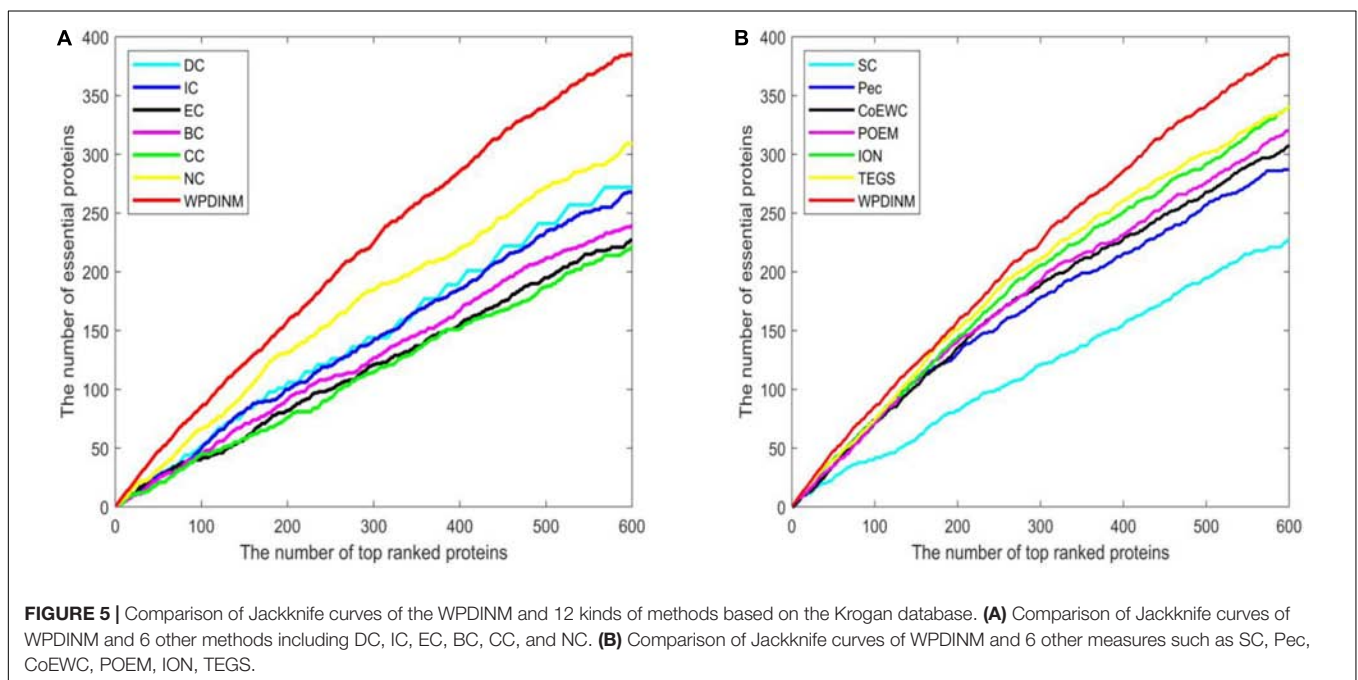 A
400
350
300
250
200
150
100
50
0
The number of essential proteins
DC
IC
EC
BC
CC
NC
WPDINM
0 100 200 300 400 500 600
The number of top ranked proteins
B
400
350
300
250
200
150
100
50
0
The number of essential proteins
SC
Pec
CoEWC
POEM
ION
TEGS
WPDINM
0 100 200 300 400 500 600
The number of top ranked proteins
FIGURE 5 | Comparison of Jackknife curves of the WPDINM and 12 kinds of methods based on the Krogan database. (A) Comparison of Jackknife curves of
WPDINM and 6 other methods including DC, IC, EC, BC, CC, and NC. (B) Comparison of Jackknife curves of WPDINM and 6 other measures such as SC, Pec,
CoEWC, POEM, ION, TEGS.